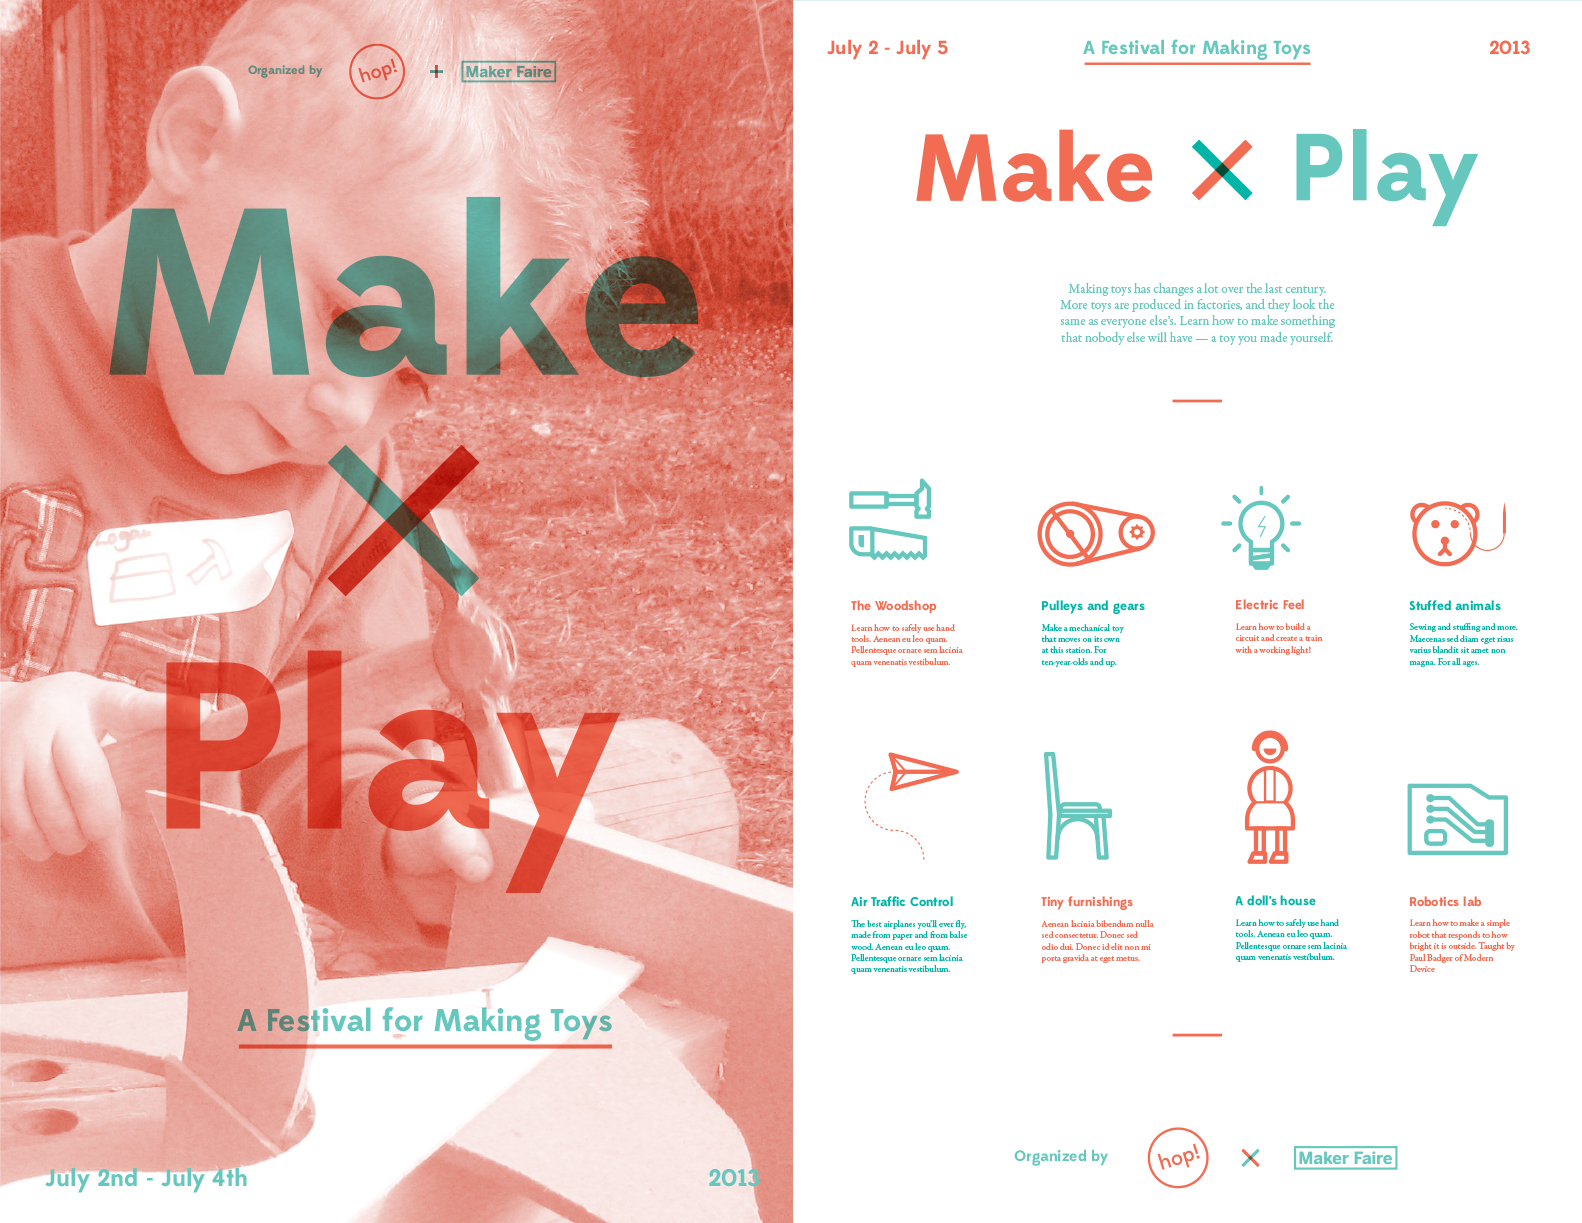 Organized by hop! + Maker Faire
Make
×
Play
A Festival for Making Toys
July 2nd - July 4th 2013
July 2 - July 5 A Festival for Making Toys 2013
Make × Play
Making toys has changes a lot over the last century.
More toys are produced in factories, and they look the
same as everyone else's. Learn how to make something
that nobody else will have — a toy you made yourself.
The Woodshop
Learn how to safely use hand
tools. Aenean eu leo quam.
Pellentesque ornare sem lacinia
quam venenatis vestibulum.
Pulleys and gears
Make a mechanical toy
that moves on its own
at this station. For
ten-year-olds and up.
Electric Feel
Learn how to build a
circuit and create a train
with a working light!
Stuffed animals
Sewing and stuffing and more.
Maecenas sed diam eget risus
varius blandit sit amet non
magna. For all ages.
Air Traffic Control
The best airplanes you'll ever fly,
made from paper and from balse
wood. Aenean eu leo quam.
Pellentesque ornare sem lacinia
quam venenatis vestibulum.
Tiny furnishings
Aenean lacinia bibendum nulla
sed consectetur. Donec sed
odio dui. Donec id elit non mi
porta gravida at eget metus.
A doll's house
Learn how to safely use hand
tools. Aenean eu leo quam.
Pellentesque ornare sem lacinia
quam venenatis vestibulum.
Robotics lab
Learn how to make a simple
robot that responds to how
bright it is outside. Taught by
Paul Badger of Modern
Device
Organized by hop! × Maker Faire